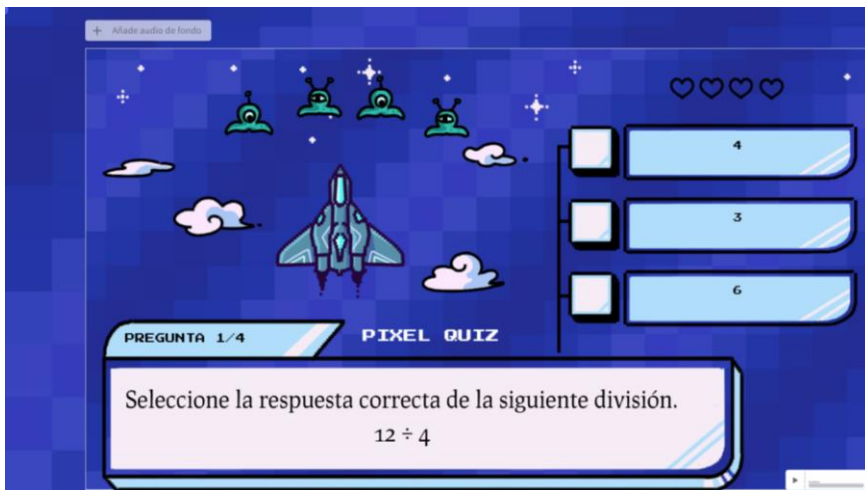 + Añade audio de fondo
4
3
6
PREGUNTA 1/4
PIXEL QUIZ
Seleccione la respuesta correcta de la siguiente división.
12 ÷ 4